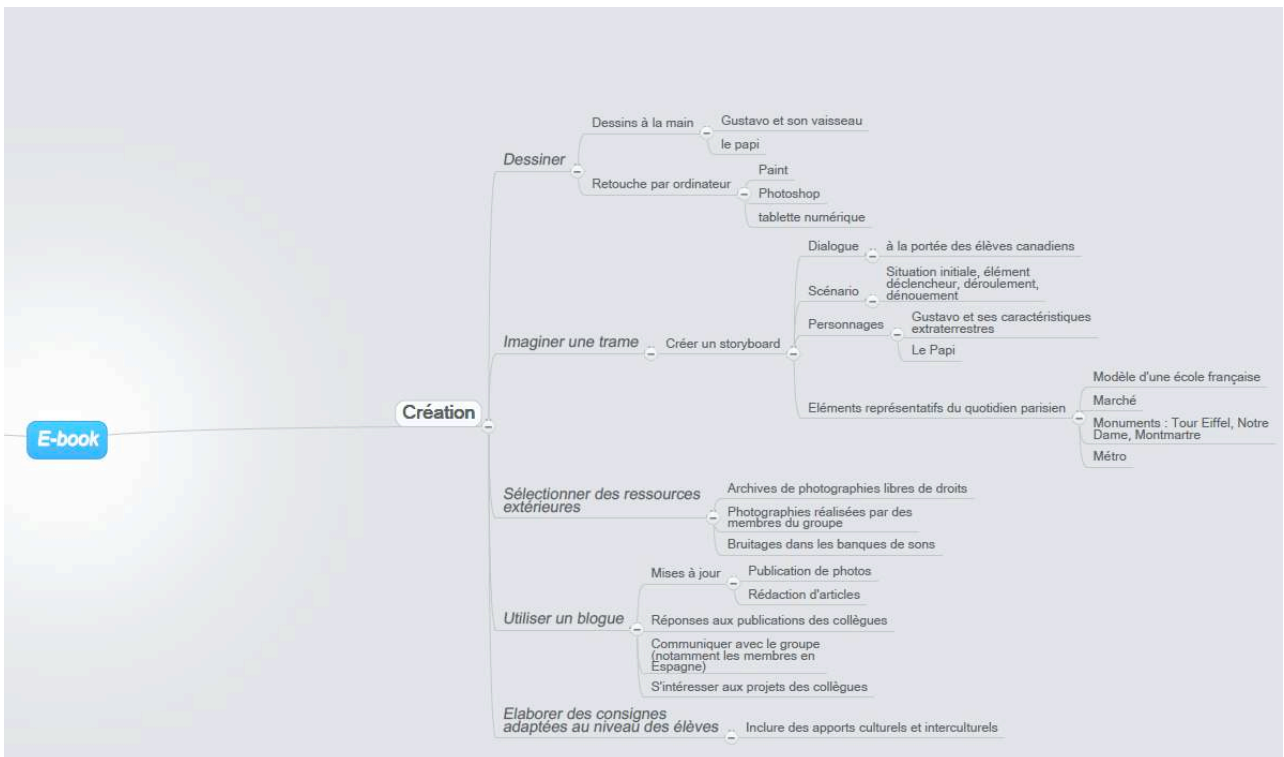 E-book
Création
Dessiner
Dessins à la main
Gustavo et son vaisseau
le papi
Retouche par ordinateur
Paint
Photoshop
tablette numérique
Imaginer une trame
Créer un storyboard
Dialogue
à la portée des élèves canadiens
Scénario
Situation initiale, élément
déclencheur, déroulement,
dénouement
Personnages
Gustavo et ses caractéristiques
extraterrestres
Le Papi
Eléments représentatifs du quotidien parisien
Modèle d'une école française
Marché
Monuments : Tour Eiffel, Notre
Dame, Montmartre
Métro
Sélectionner des ressources
extérieures
Archives de photographies libres de droits
Photographies réalisées par des
membres du groupe
Bruitages dans les banques de sons
Utiliser un blogue
Mises à jour
Publication de photos
Rédaction d'articles
Réponses aux publications des collègues
Communiquer avec le groupe
(notamment les membres en
Espagne)
S'intéresser aux projets des collègues
Elaborer des consignes
adaptées au niveau des élèves
Inclure des apports culturels et interculturels